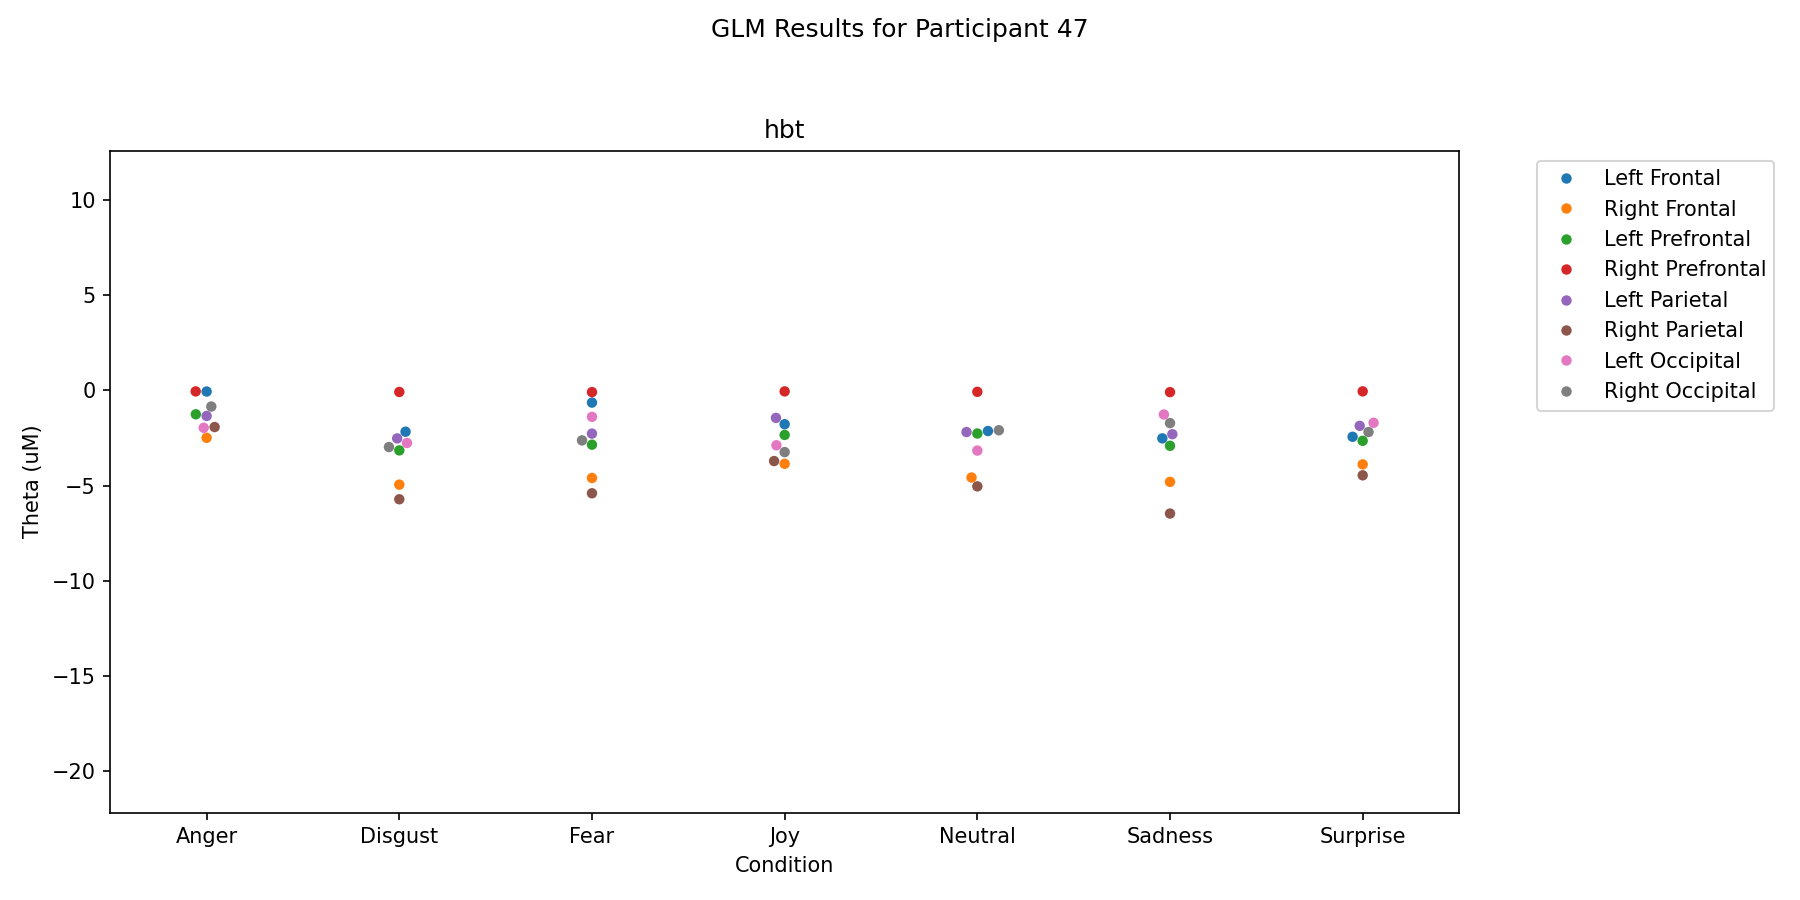 GLM Results for Participant 47
hbt
Theta (uM)
10
5
0
−5
−10
−15
−20
Anger Disgust Fear Joy Neutral Sadness Surprise
Condition
Left Frontal
Right Frontal
Left Prefrontal
Right Prefrontal
Left Parietal
Right Parietal
Left Occipital
Right Occipital